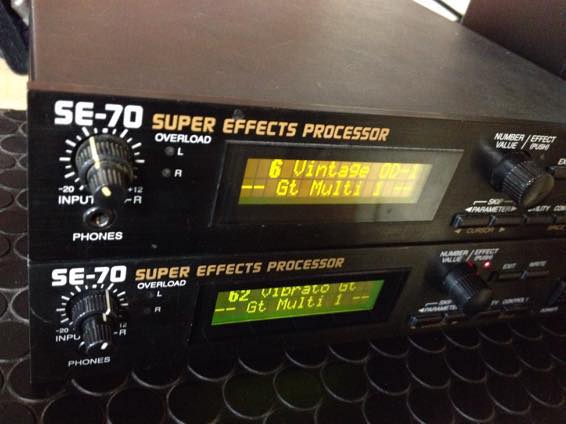 SE-70 SUPER EFFECTS PROCESSOR
OVERLOAD
L
R
-20 +12
INPUT
R
PHONES
6 Vintage OD-1
-- Gt Multi 1 --
NUMBER / EFFECT
VALUE (PUSH)
SKIP
◄PARAMETER►
◄ CURSOR ►
SE-70 SUPER EFFECTS PROCESSOR
OVERLOAD
L
R
-20 +12
INPUT
R
PHONES
62 Vibrato Gt
-- Gt Multi 1 --
NUMBER / EFFECT
VALUE (PUSH)
EXIT WRITE
SKIP
◄PARAMETER
CONTROL 1